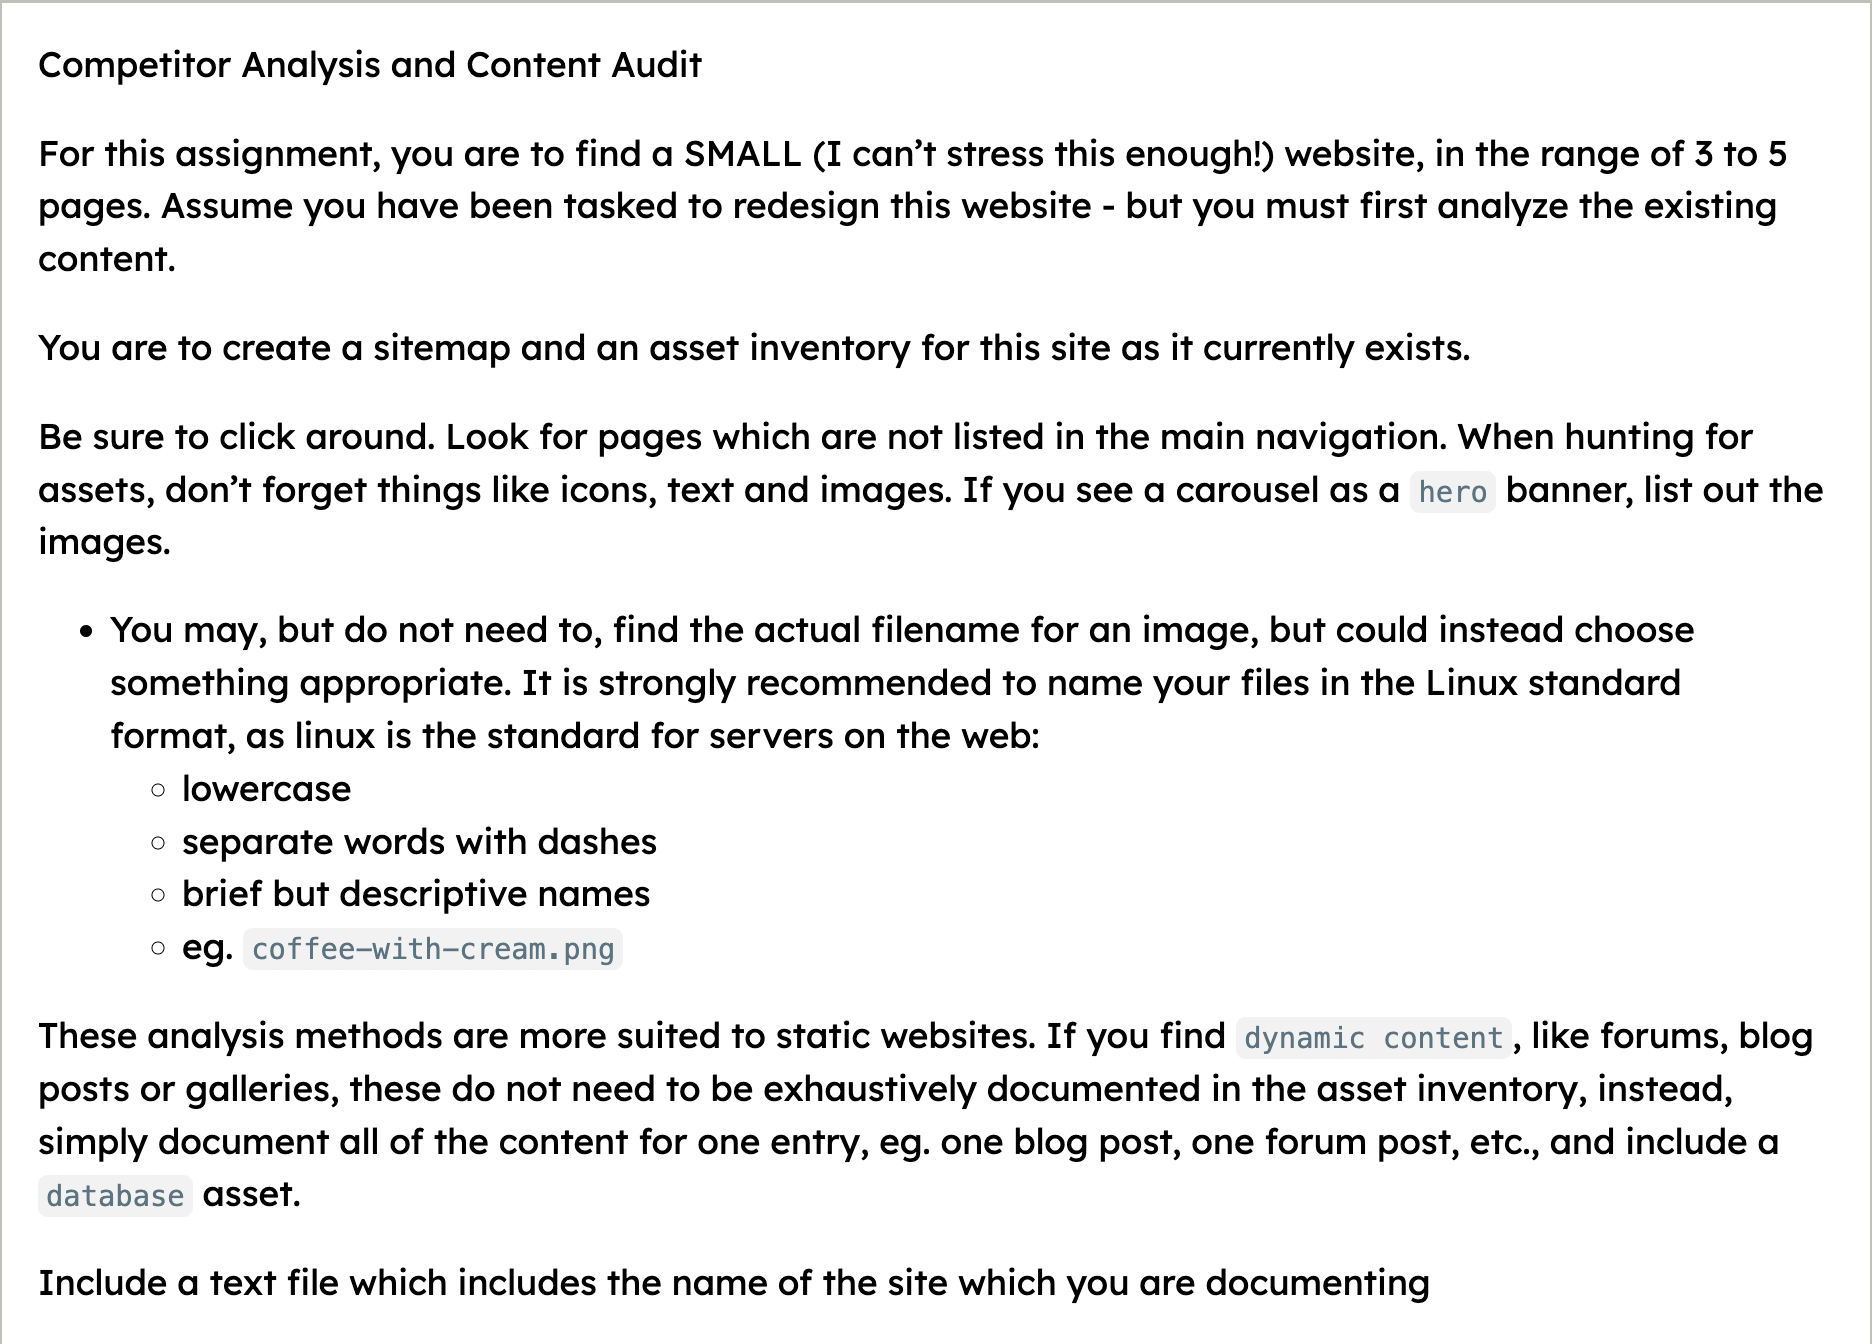 Competitor Analysis and Content Audit
For this assignment, you are to find a SMALL (I can’t stress this enough!) website, in the range of 3 to 5
pages. Assume you have been tasked to redesign this website - but you must first analyze the existing
content.
You are to create a sitemap and an asset inventory for this site as it currently exists.
Be sure to click around. Look for pages which are not listed in the main navigation. When hunting for
assets, don’t forget things like icons, text and images. If you see a carousel as a hero banner, list out the
images.
• You may, but do not need to, find the actual filename for an image, but could instead choose
something appropriate. It is strongly recommended to name your files in the Linux standard
format, as linux is the standard for servers on the web:
◦ lowercase
◦ separate words with dashes
◦ brief but descriptive names
◦ eg. coffee-with-cream.png
These analysis methods are more suited to static websites. If you find dynamic content, like forums, blog
posts or galleries, these do not need to be exhaustively documented in the asset inventory, instead,
simply document all of the content for one entry, eg. one blog post, one forum post, etc., and include a
database asset.
Include a text file which includes the name of the site which you are documenting